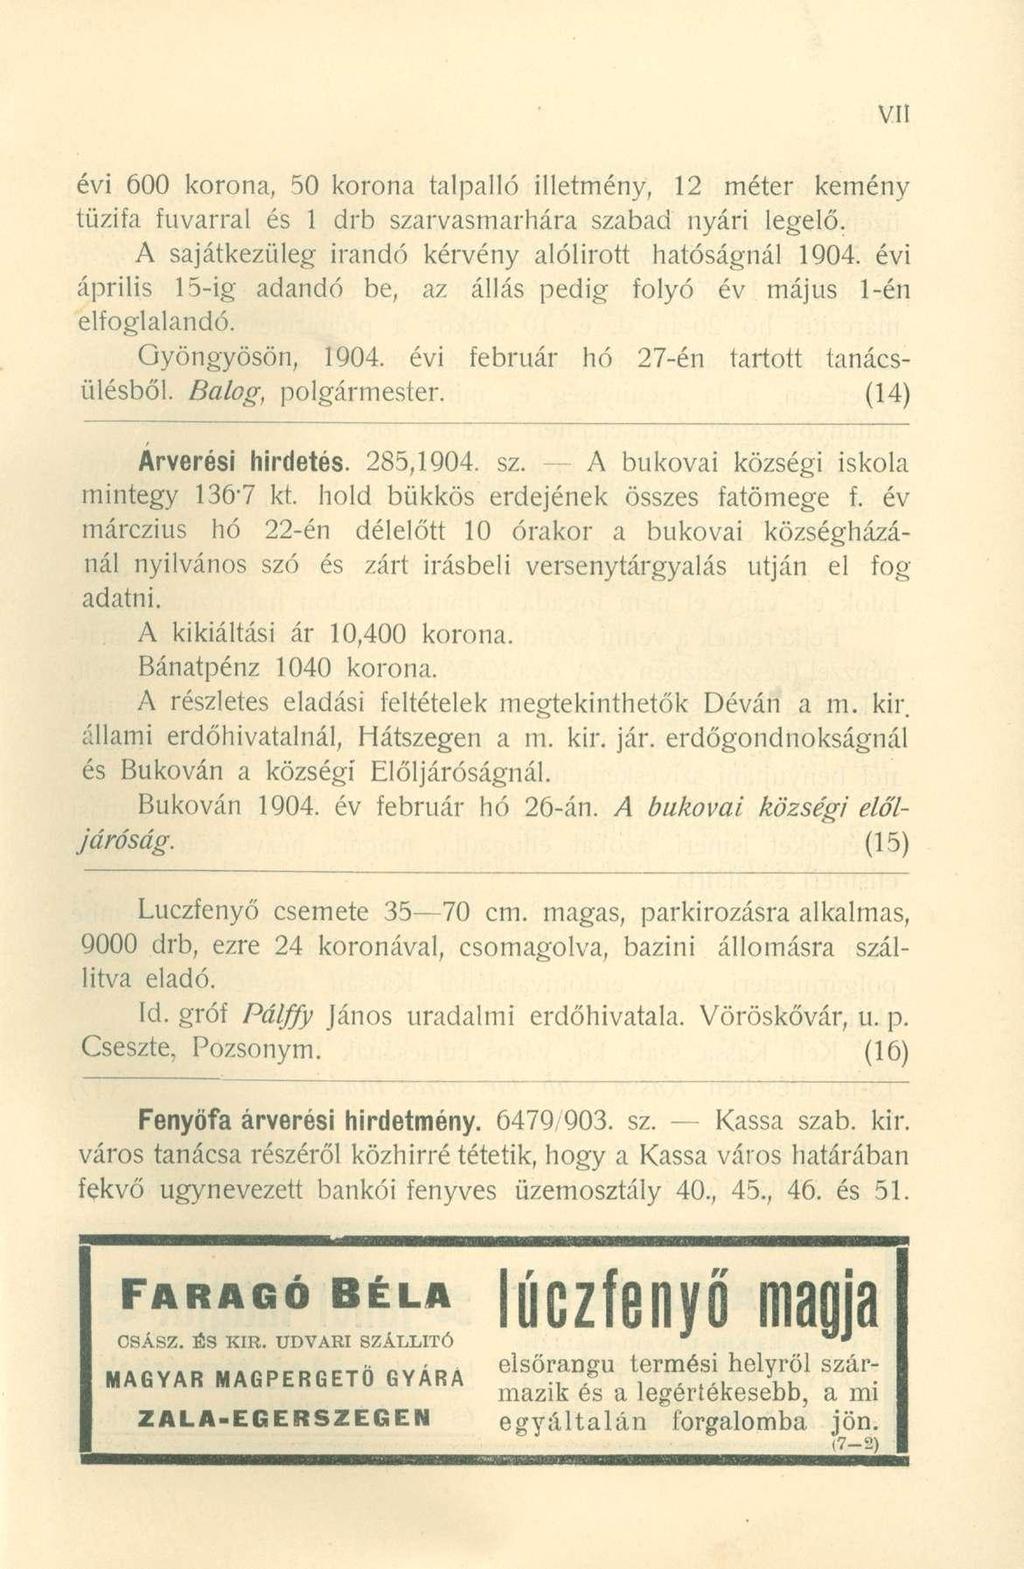 VII
évi 600 korona, 50 korona talpalló illetmény, 12 méter kemény
tüzifa fuvarral és 1 drb szarvasmarhára szabad nyári legelő.
A sajátkezüleg irandó kérvény alólirott hatóságnál 1904. évi
április 15-ig adandó be, az állás pedig folyó év május 1-én
elfoglalandó.
Gyöngyösön, 1904. évi február hó 27-én tartott tanács-
ülésből. Balog, polgármester. (14)
Árverési hirdetés. 285,1904. sz. — A bukovai községi iskola
mintegy 136·7 kt. hold bükkös erdejének összes fatömege f. év
márczius hó 22-én délelőtt 10 órakor a bukovai községházá-
nál nyilvános szó és zárt irásbeli versenytárgyalás utján el fog
adatni.
A kikiáltási ár 10,400 korona.
Bánatpénz 1040 korona.
A részletes eladási feltételek megtekinthetők Déván a m. kir.
állami erdőhivatalnál, Hátszegen a m. kir. jár. erdőgondnokságnál
és Bukován a községi Előljáróságnál.
Bukován 1904. év február hó 26-án. A bukovai községi elől-
járóság. (15)
Luczfenyő csemete 35—70 cm. magas, parkirozásra alkalmas,
9000 drb, ezre 24 koronával, csomagolva, bazini állomásra szál-
litva eladó.
Id. gróf Pálffy János uradalmi erdőhivatala. Vöröskővár, u. p.
Cseszte, Pozsonym. (16)
Fenyőfa árverési hirdetmény. 6479/903. sz. — Kassa szab. kir.
város tanácsa részéről közhirré tétetik, hogy a Kassa város határában
fekvő ugynevezett bankói fenyves üzemosztály 40., 45., 46. és 51.
FARAGÓ BÉLA
CSÁSZ. ÉS KIR. UDVARI SZÁLLITÓ
MAGYAR MAGPERGETŐ GYÁRA
ZALA-EGERSZEGEN
lúczfenyő magja
elsőrangu termési helyről szár-
mazik és a legértékesebb, a mi
egyáltalán forgalomba jön.
(7—2)